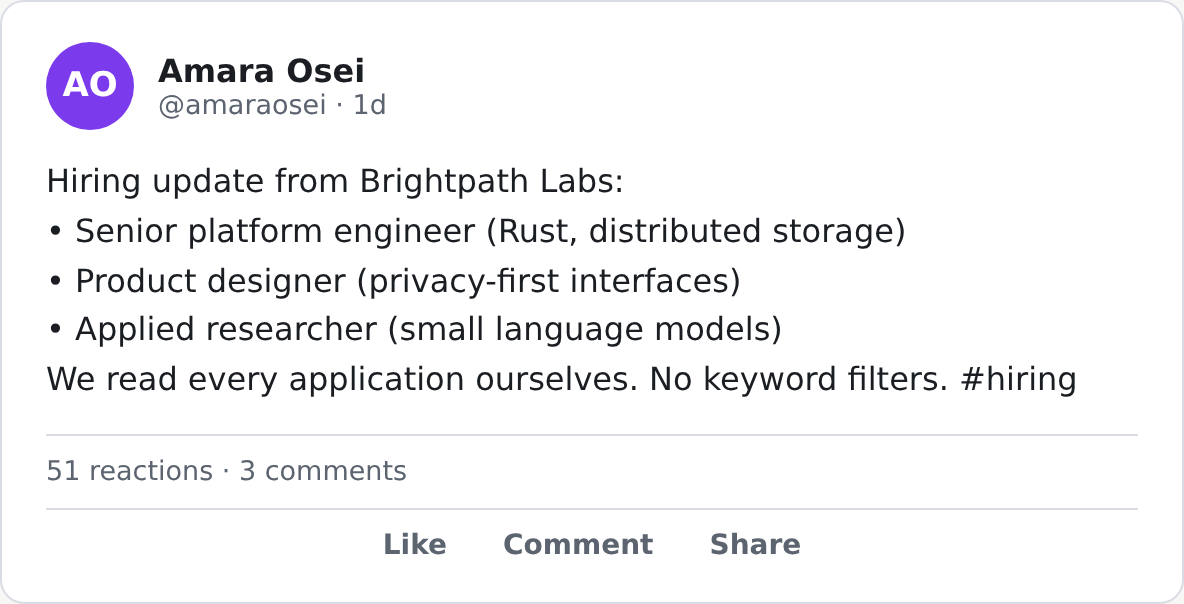 AO
Amara Osei
@amaraosei · 1d
Hiring update from Brightpath Labs:
• Senior platform engineer (Rust, distributed storage)
• Product designer (privacy-first interfaces)
• Applied researcher (small language models)
We read every application ourselves. No keyword filters. #hiring
51 reactions · 3 comments
Like Comment Share